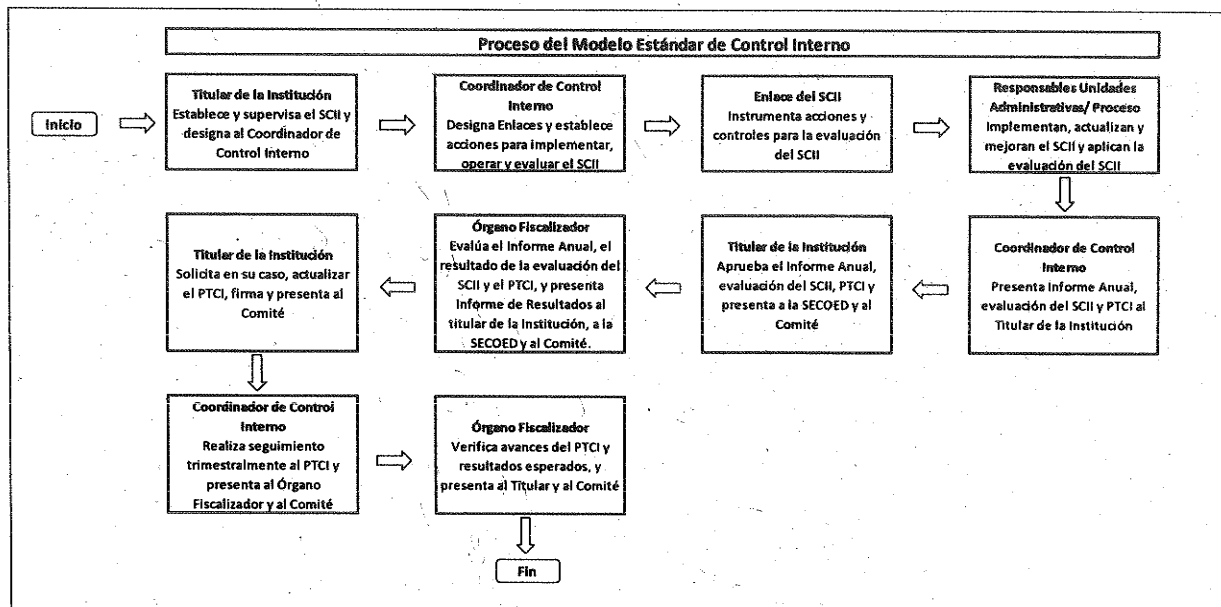 Proceso del Modelo Estándar de Control Interno
Inicio
Titular de la Institución
Establece y supervisa el SCII y
designa al Coordinador de
Control Interno
Coordinador de Control
Interno
Designa Enlaces y establece
acciones para implementar,
operar y evaluar el SCII
Enlace del SCII
Instrumenta acciones y
controles para la evaluación
del SCII
Responsables Unidades
Administrativas/ Proceso
Implementan, actualizan y
mejoran el SCII y aplican la
evaluación del SCII
Coordinador de Control
Interno
Presenta Informe Anual,
evaluación del SCII y PTCI al
Titular de la Institución
Titular de la Institución
Aprueba el Informe Anual,
evaluación del SCII, PTCI y
presenta a la SECOED y al
Comité
Órgano Fiscalizador
Evalúa el Informe Anual, el
resultado de la evaluación del
SCII y el PTCI, y presenta
Informe de Resultados al
titular de la Institución, a la
SECOED y al Comité.
Titular de la Institución
Solicita en su caso, actualizar
el PTCI, firma y presenta al
Comité
Coordinador de Control
Interno
Realiza seguimiento
trimestralmente al PTCI y
presenta al Órgano
Fiscalizador y al Comité
Órgano Fiscalizador
Verifica avances del PTCI y
resultados esperados, y
presenta al Titular y al Comité
Fin